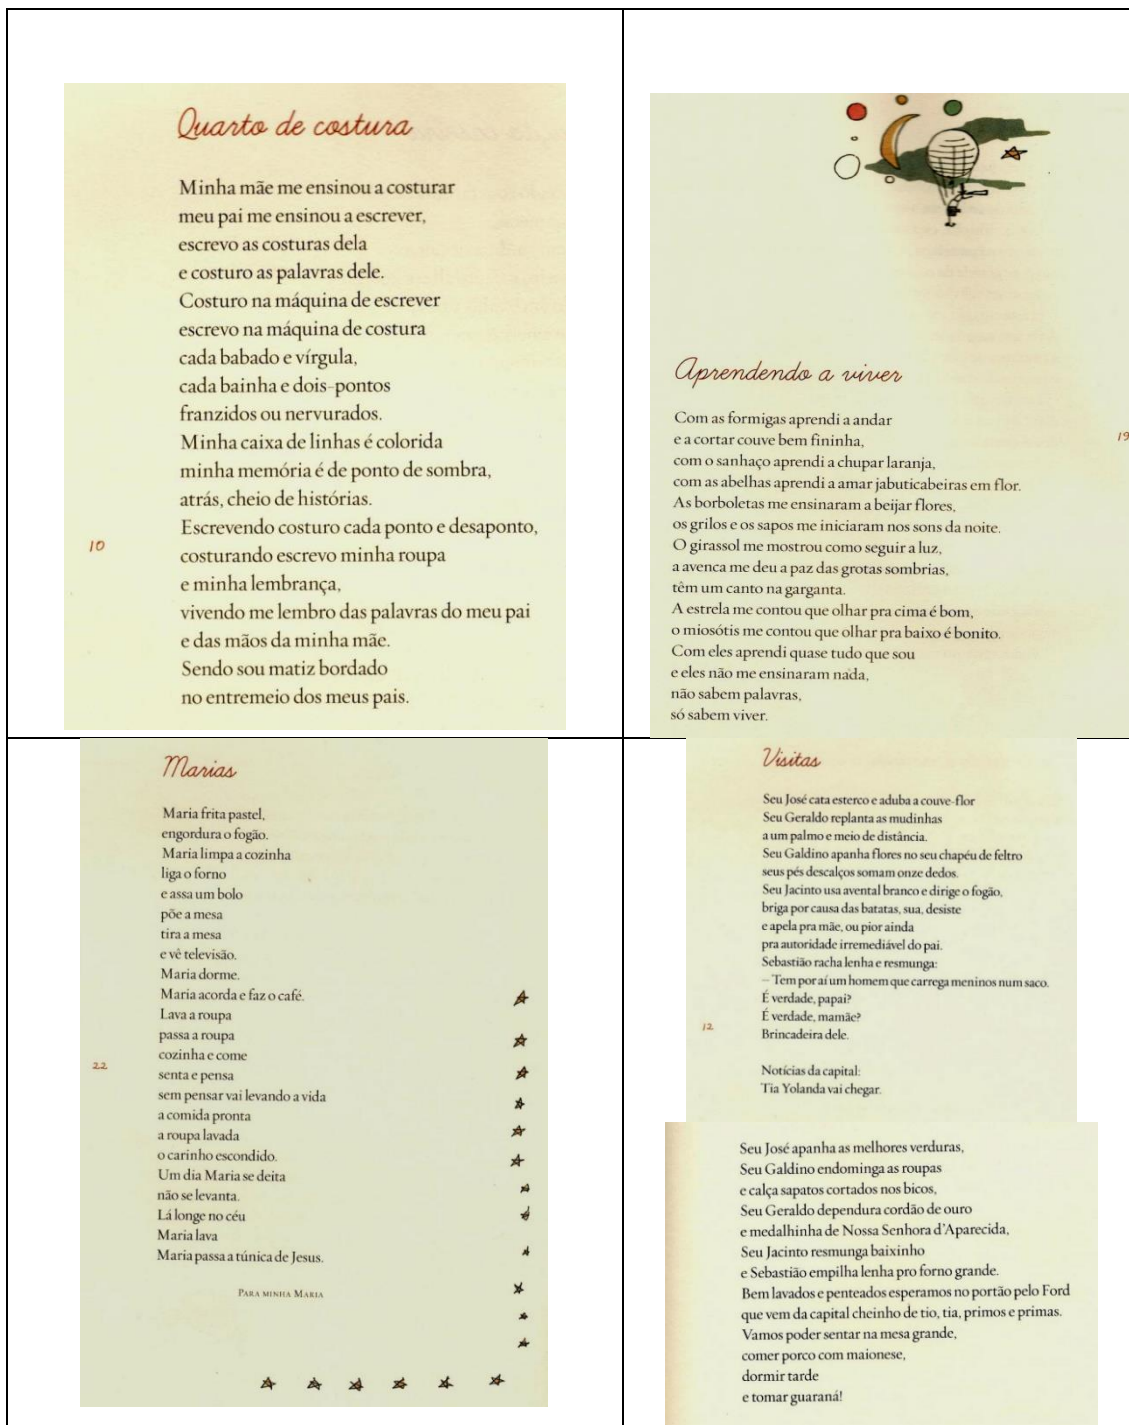 Quarto de costura
Minha mãe me ensinou a costurar
meu pai me ensinou a escrever,
escrevo as costuras dela
e costuro as palavras dele.
Costuro na máquina de escrever
escrevo na máquina de costura
cada babado e vírgula,
cada bainha e dois-pontos
franzidos ou nervurados.
Minha caixa de linhas é colorida
minha memória é de ponto de sombra,
atrás, cheio de histórias.
Escrevendo costuro cada ponto e desaponto,
costurando escrevo minha roupa
e minha lembrança,
vivendo me lembro das palavras do meu pai
e das mãos da minha mãe.
Sendo sou matiz bordado
no entremeio dos meus pais.
10
Aprendendo a viver
Com as formigas aprendi a andar
e a cortar couve bem fininha,
com o sanhaço aprendi a chupar laranja,
com as abelhas aprendi a amar jabuticabeiras em flor.
As borboletas me ensinaram a beijar flores,
os grilos e os sapos me iniciaram nos sons da noite.
O girassol me mostrou como seguir a luz,
a avenca me deu a paz das grotas sombrias,
têm um canto na garganta.
A estrela me contou que olhar pra cima é bom,
o miosótis me contou que olhar pra baixo é bonito.
Com eles aprendi quase tudo que sou
e eles não me ensinaram nada,
não sabem palavras,
só sabem viver.
19
Marias
Maria frita pastel,
engordura o fogão.
Maria limpa a cozinha
liga o forno
e assa um bolo
põe a mesa
tira a mesa
e vê televisão.
Maria dorme.
Maria acorda e faz o café.
Lava a roupa
passa a roupa
cozinha e come
senta e pensa
sem pensar vai levando a vida
a comida pronta
a roupa lavada
o carinho escondido.
Um dia Maria se deita
não se levanta.
Lá longe no céu
Maria lava
Maria passa a túnica de Jesus.
PARA MINHA MARIA
22
Visitas
Seu José cata esterco e aduba a couve-flor
Seu Geraldo replanta as mudinhas
a um palmo e meio de distância.
Seu Galdino apanha flores no seu chapéu de feltro
seus pés descalços somam onze dedos.
Seu Jacinto usa avental branco e dirige o fogão,
briga por causa das batatas, sua, desiste
e apela pra mãe, ou pior ainda
pra autoridade irremediável do pai.
Sebastião racha lenha e resmunga:
– Tem por aí um homem que carrega meninos num saco.
É verdade, papai?
É verdade, mamãe?
Brincadeira dele.
Notícias da capital:
Tia Yolanda vai chegar.
12
Seu José apanha as melhores verduras,
Seu Galdino endominga as roupas
e calça sapatos cortados nos bicos,
Seu Geraldo dependura cordão de ouro
e medalhinha de Nossa Senhora d'Aparecida,
Seu Jacinto resmunga baixinho
e Sebastião empilha lenha pro forno grande.
Bem lavados e penteados esperamos no portão pelo Ford
que vem da capital cheinho de tio, tia, primos e primas.
Vamos poder sentar na mesa grande,
comer porco com maionese,
dormir tarde
e tomar guaraná!